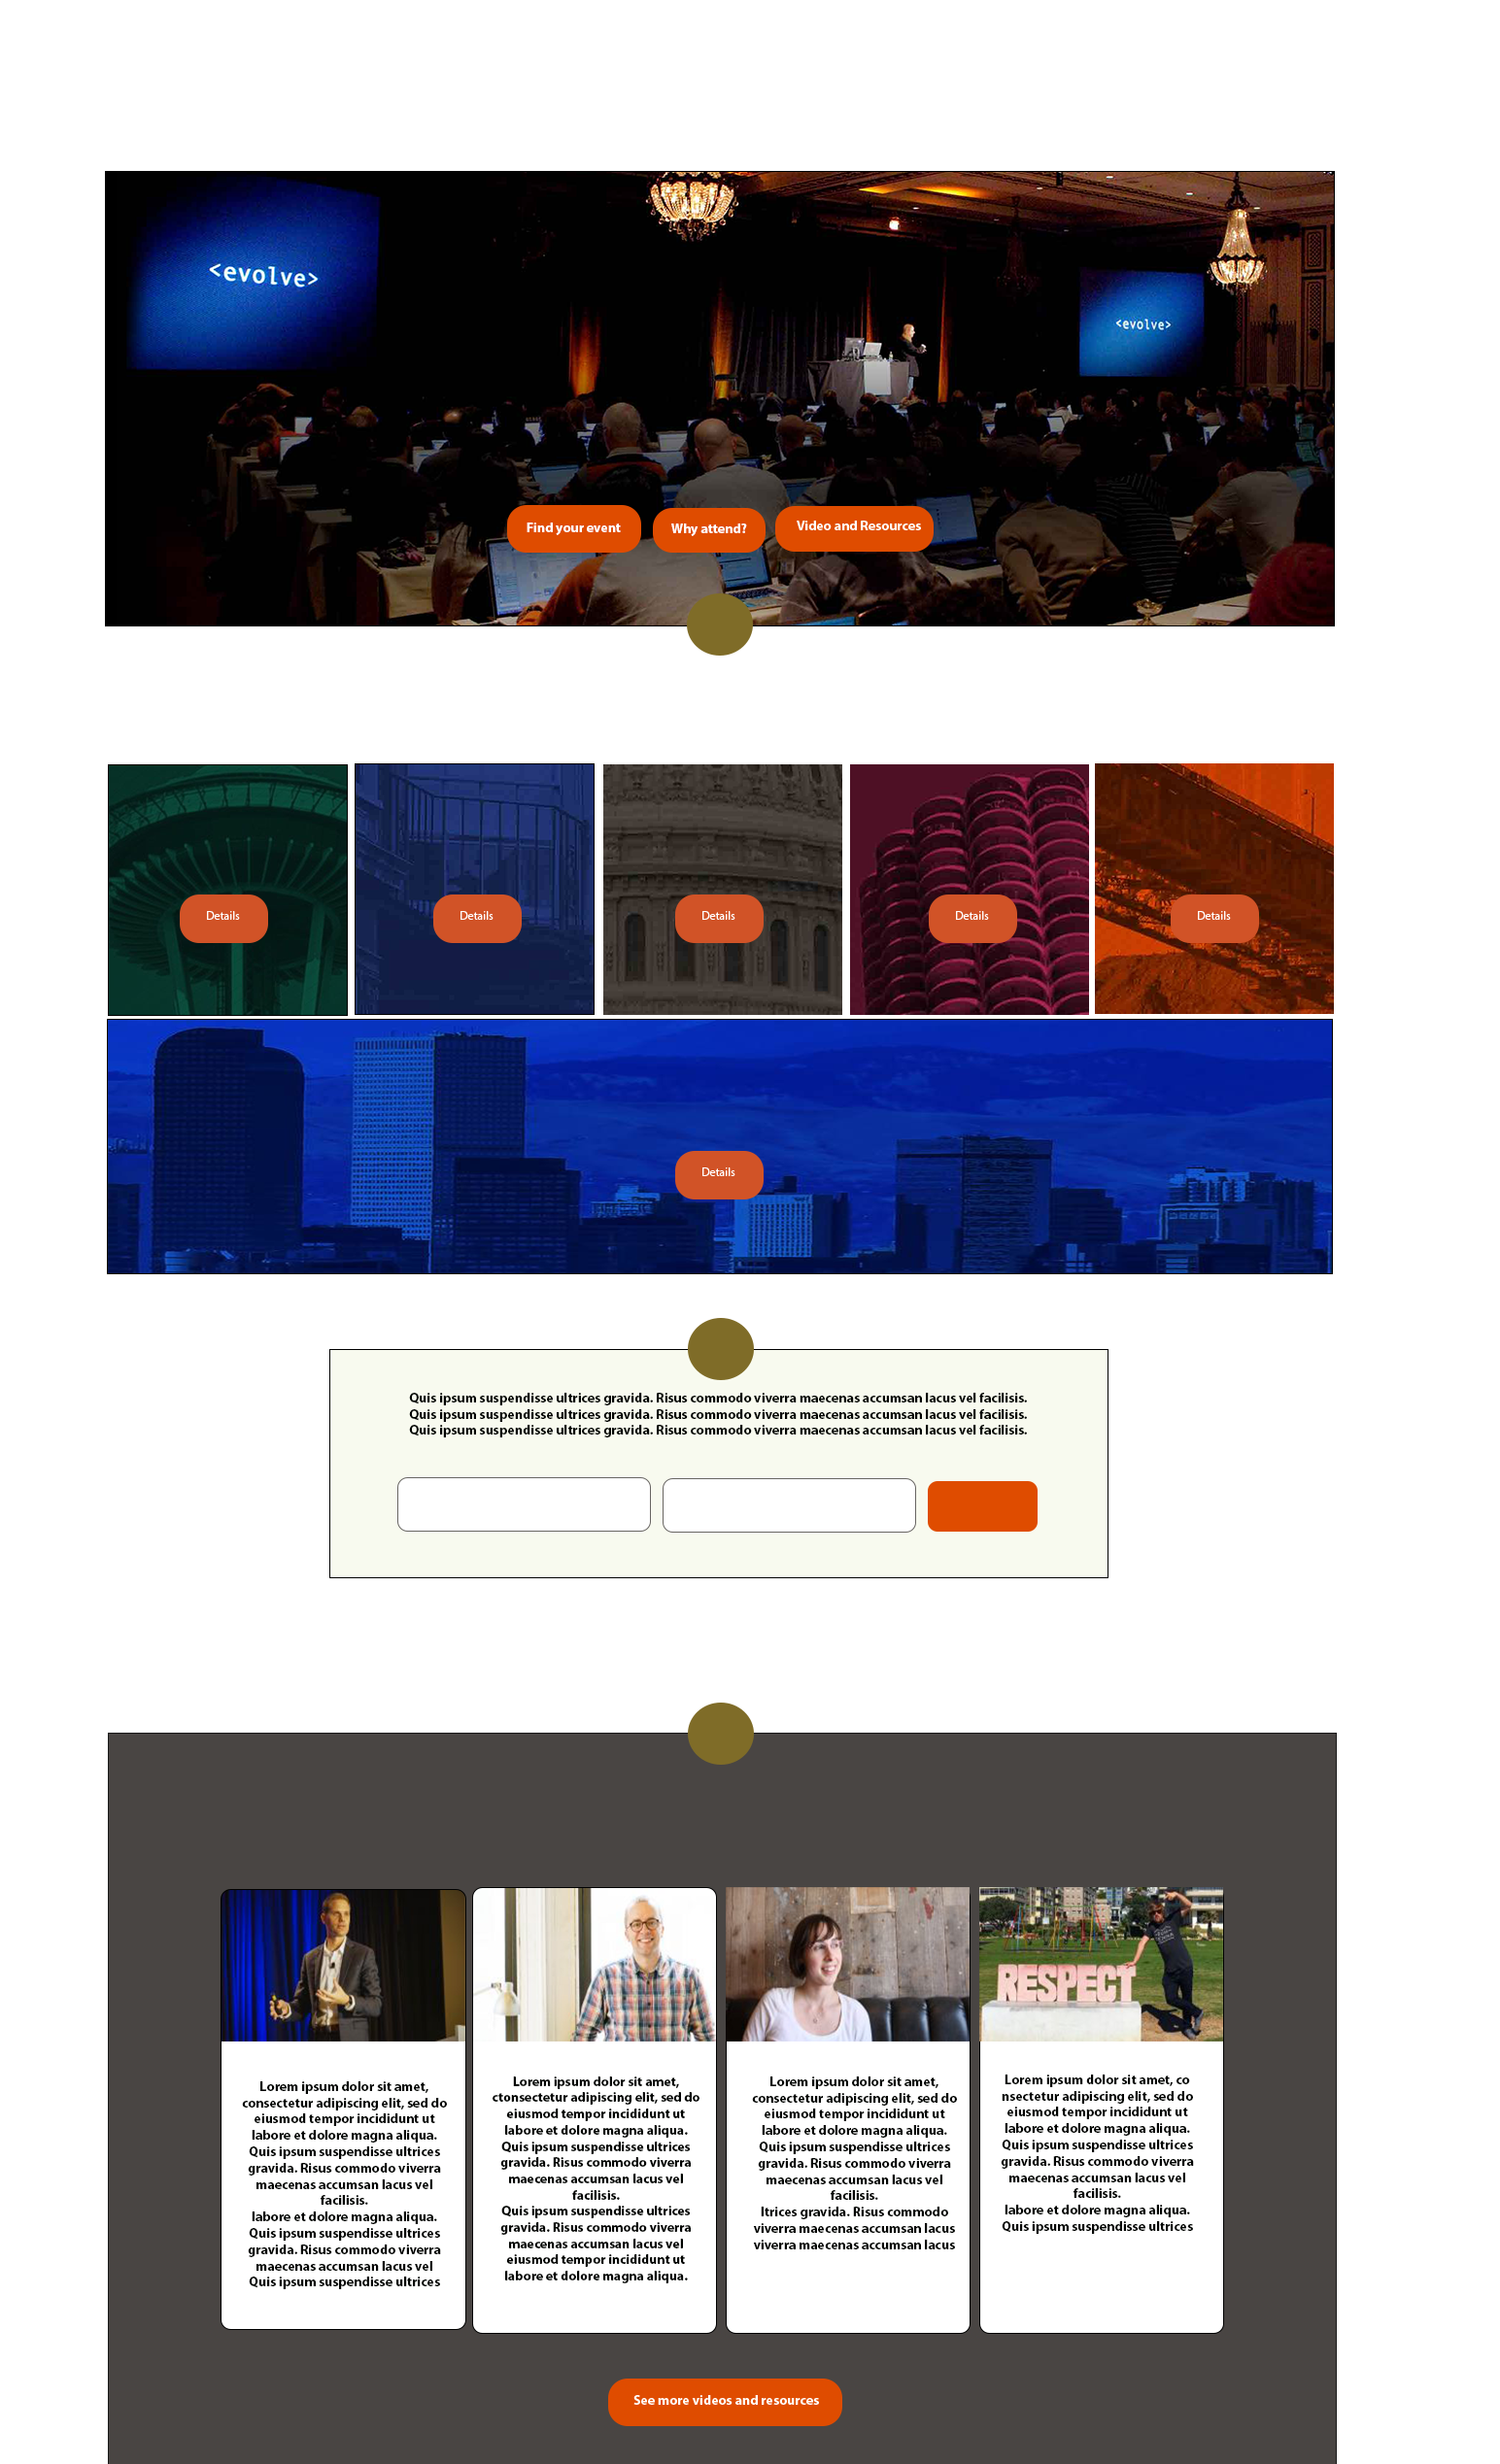 <evolve>
<evolve>
Find your event
Why attend?
Video and Resources
Details
Details
Details
Details
Details
Details
Quis ipsum suspendisse ultrices gravida. Risus commodo viverra maecenas accumsan lacus vel facilisis.
Quis ipsum suspendisse ultrices gravida. Risus commodo viverra maecenas accumsan lacus vel facilisis.
Quis ipsum suspendisse ultrices gravida. Risus commodo viverra maecenas accumsan lacus vel facilisis.
RESPECT
Lorem ipsum dolor sit amet,
consectetur adipiscing elit, sed do
eiusmod tempor incididunt ut
labore et dolore magna aliqua.
Quis ipsum suspendisse ultrices
gravida. Risus commodo viverra
maecenas accumsan lacus vel
facilisis.
labore et dolore magna aliqua.
Quis ipsum suspendisse ultrices
gravida. Risus commodo viverra
maecenas accumsan lacus vel
Quis ipsum suspendisse ultrices
Lorem ipsum dolor sit amet,
ctonsectetur adipiscing elit, sed do
eiusmod tempor incididunt ut
labore et dolore magna aliqua.
Quis ipsum suspendisse ultrices
gravida. Risus commodo viverra
maecenas accumsan lacus vel
facilisis.
Quis ipsum suspendisse ultrices
gravida. Risus commodo viverra
maecenas accumsan lacus vel
eiusmod tempor incididunt ut
labore et dolore magna aliqua.
Lorem ipsum dolor sit amet,
consectetur adipiscing elit, sed do
eiusmod tempor incididunt ut
labore et dolore magna aliqua.
Quis ipsum suspendisse ultrices
gravida. Risus commodo viverra
maecenas accumsan lacus vel
facilisis.
ltrices gravida. Risus commodo
viverra maecenas accumsan lacus
viverra maecenas accumsan lacus
Lorem ipsum dolor sit amet, co
nsectetur adipiscing elit, sed do
eiusmod tempor incididunt ut
labore et dolore magna aliqua.
Quis ipsum suspendisse ultrices
gravida. Risus commodo viverra
maecenas accumsan lacus vel
facilisis.
labore et dolore magna aliqua.
Quis ipsum suspendisse ultrices
See more videos and resources